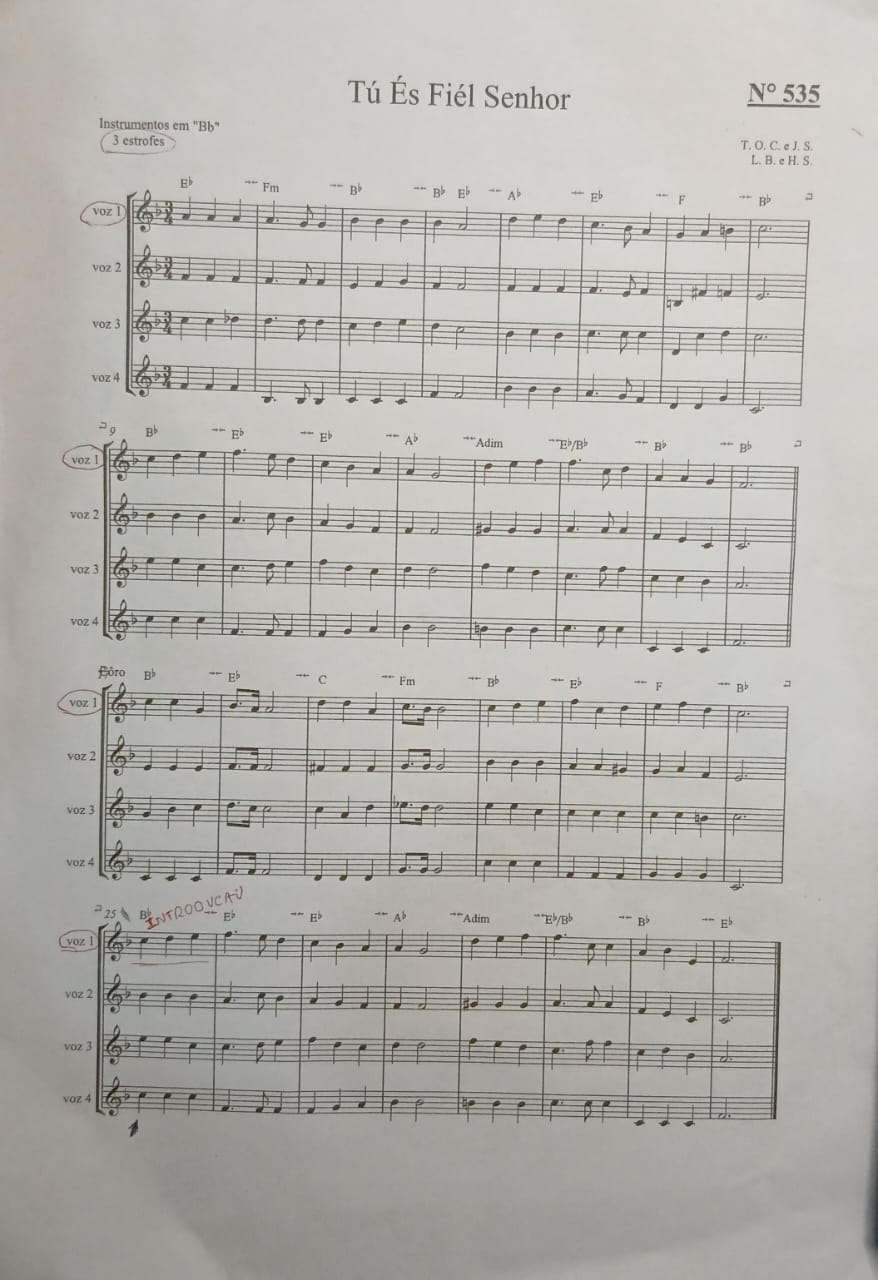 Tú És Fiél Senhor
Nº 535
Instrumentos em "Bb"
3 estrofes
T. O. C. e J. S.
L. B. e H. S.
E♭ Fm B♭ B♭ E♭ A♭ E♭ F B♭
voz 1
voz 2
voz 3
voz 4
9 B♭ E♭ E♭ A♭ Adim E♭/B♭ B♭ B♭
voz 1
voz 2
voz 3
voz 4
Côro B♭ E♭ C Fm B♭ E♭ F B♭
voz 1
voz 2
voz 3
voz 4
INTRODUCAÚ
25 B♭ E♭ E♭ A♭ Adim E♭/B♭ B♭ E♭
voz 1
voz 2
voz 3
voz 4